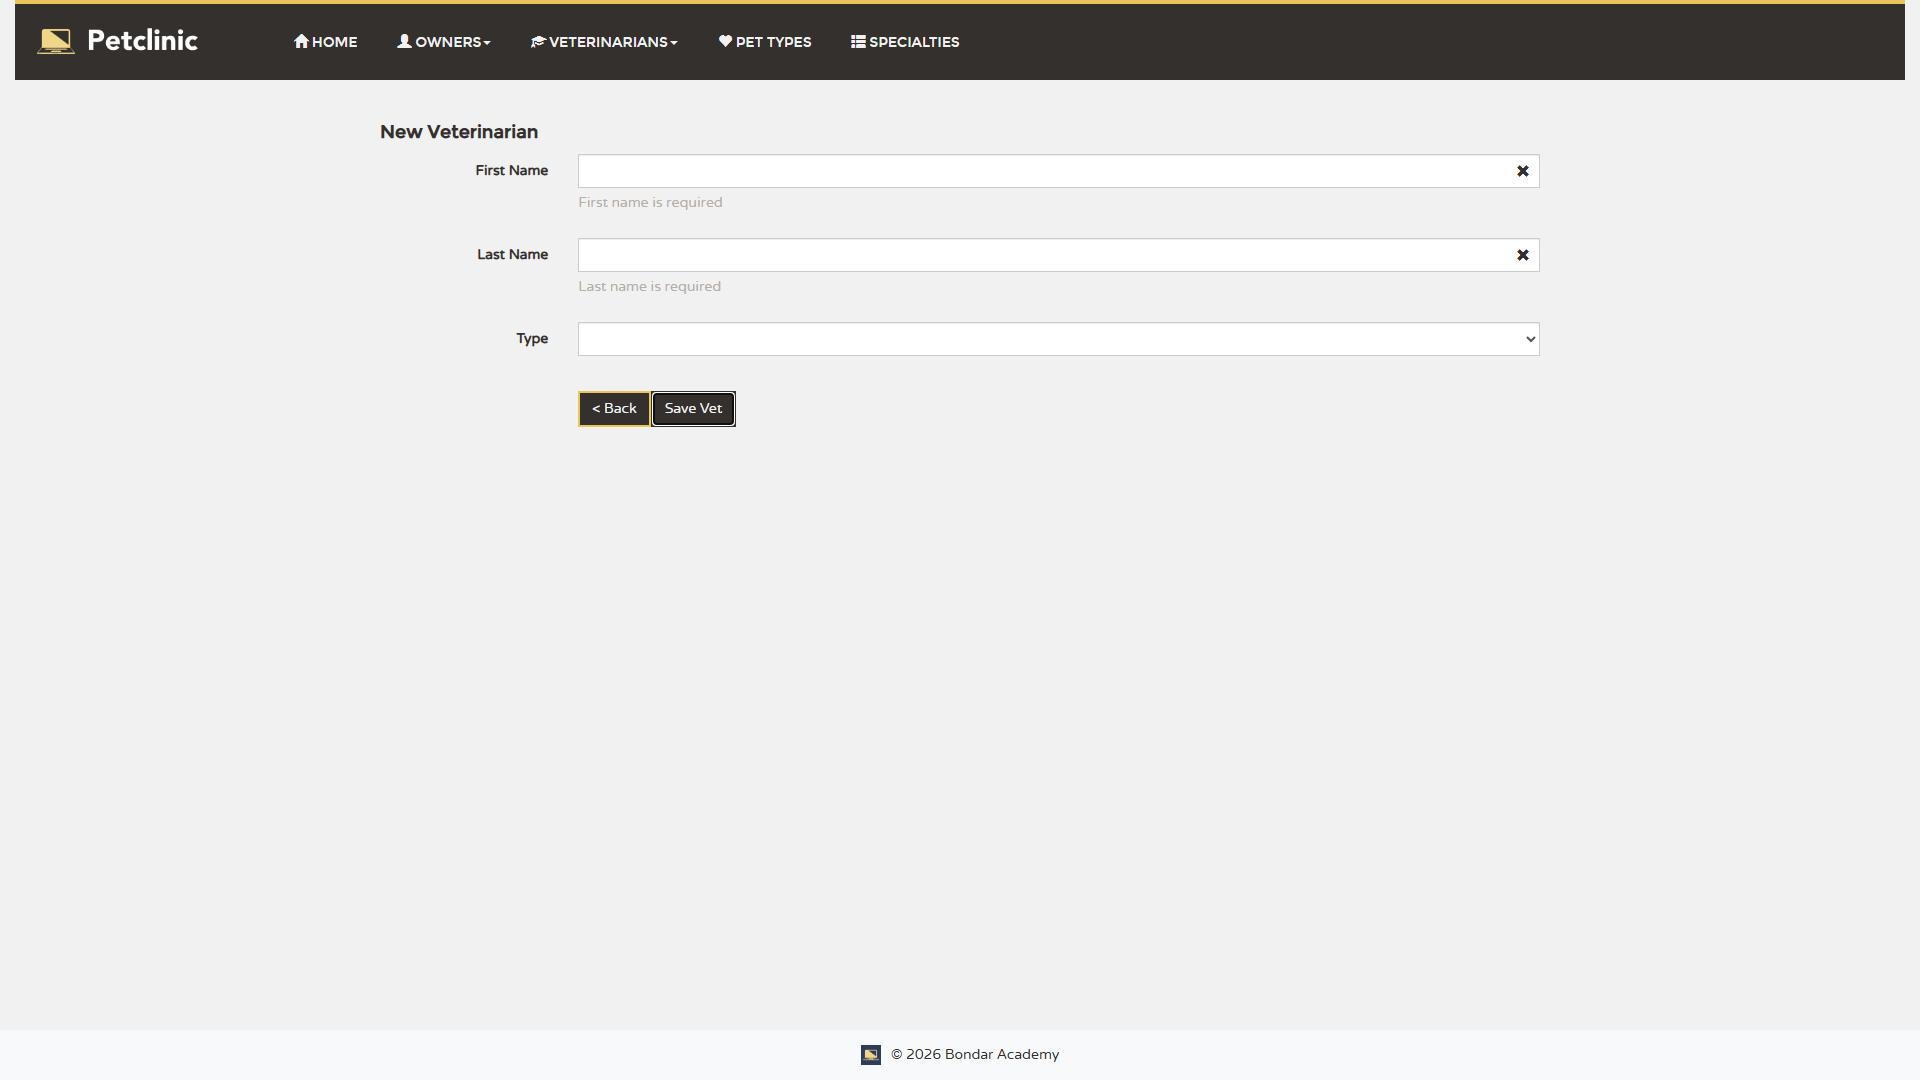 Petclinic
HOME
OWNERS
VETERINARIANS
PET TYPES
SPECIALTIES
New Veterinarian
First Name
First name is required
Last Name
Last name is required
Type
< Back
Save Vet
© 2026 Bondar Academy